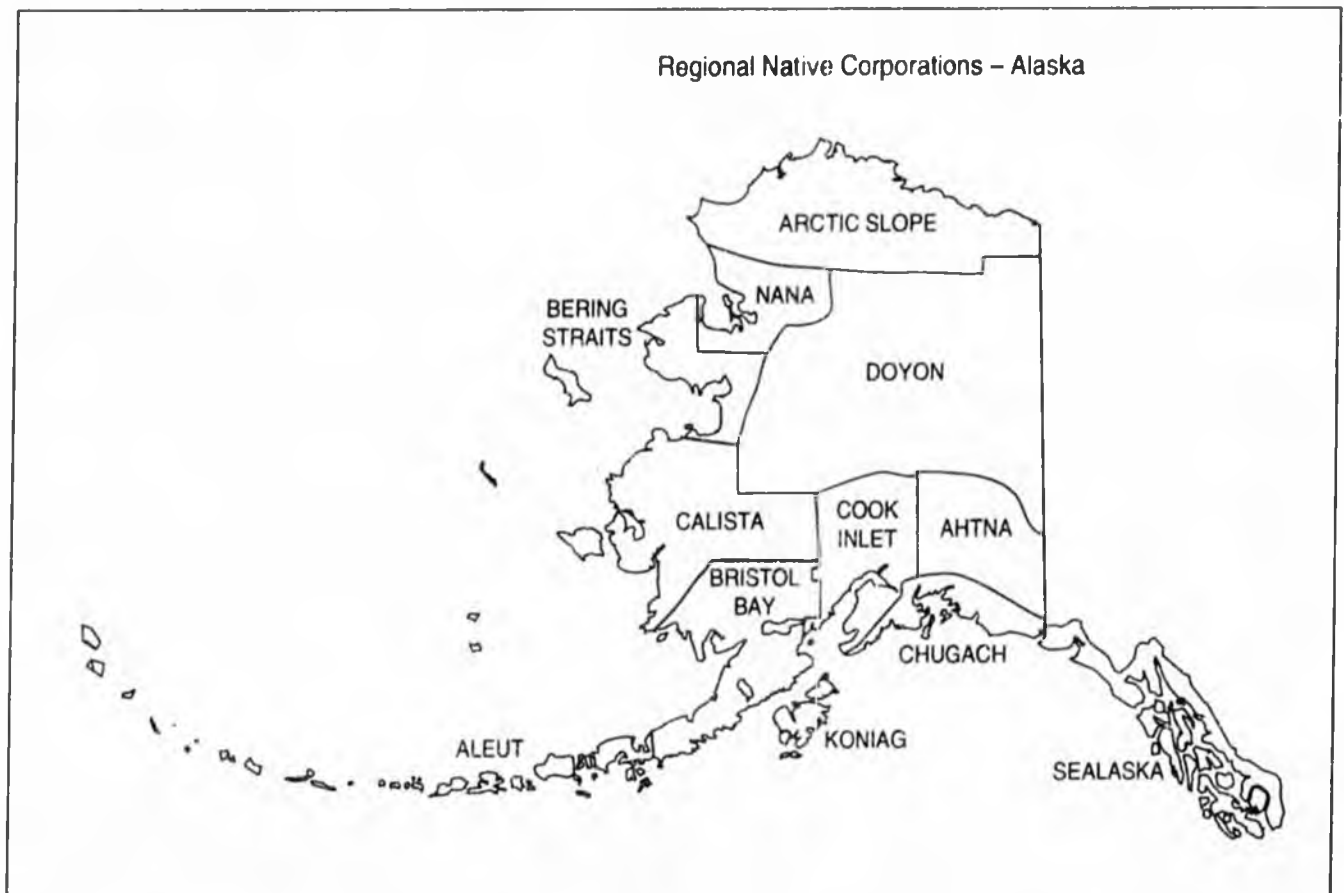 Regional Native Corporations – Alaska
ARCTIC SLOPE
NANA
BERING
STRAITS
DOYON
CALISTA
COOK
INLET
AHTNA
BRISTOL
BAY
CHUGACH
KONIAG
ALEUT
SEALASKA